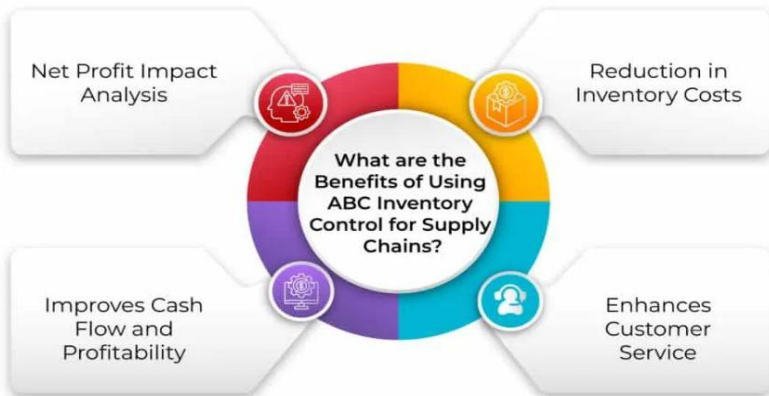 Net Profit Impact
Analysis
Reduction in
Inventory Costs
What are the
Benefits of Using
ABC Inventory
Control for Supply
Chains?
Improves Cash
Flow and
Profitability
Enhances
Customer
Service